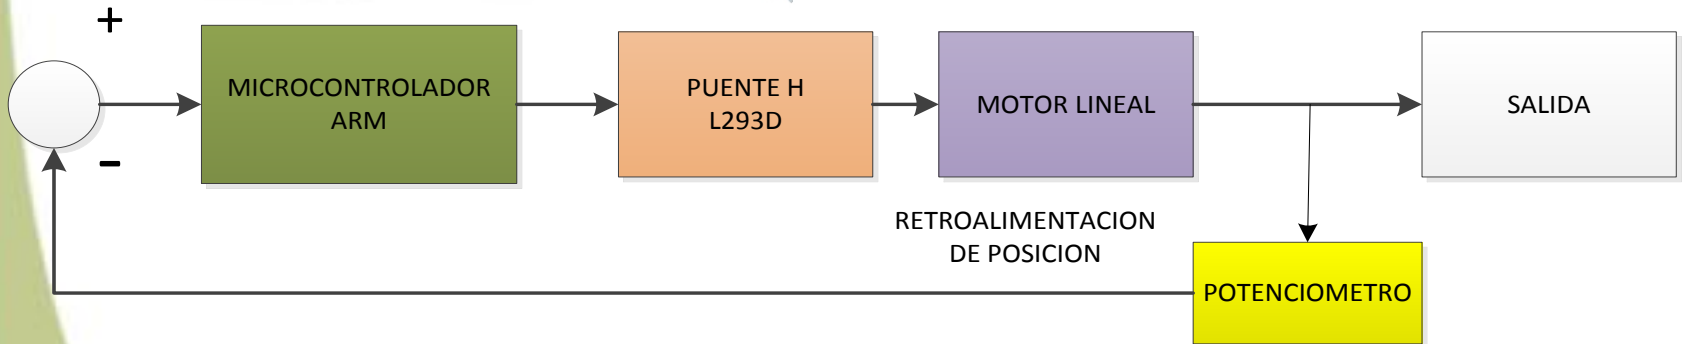 +
MICROCONTROLADOR
ARM
PUENTE H
L293D
MOTOR LINEAL
SALIDA
-
RETROALIMENTACION
DE POSICION
POTENCIOMETRO